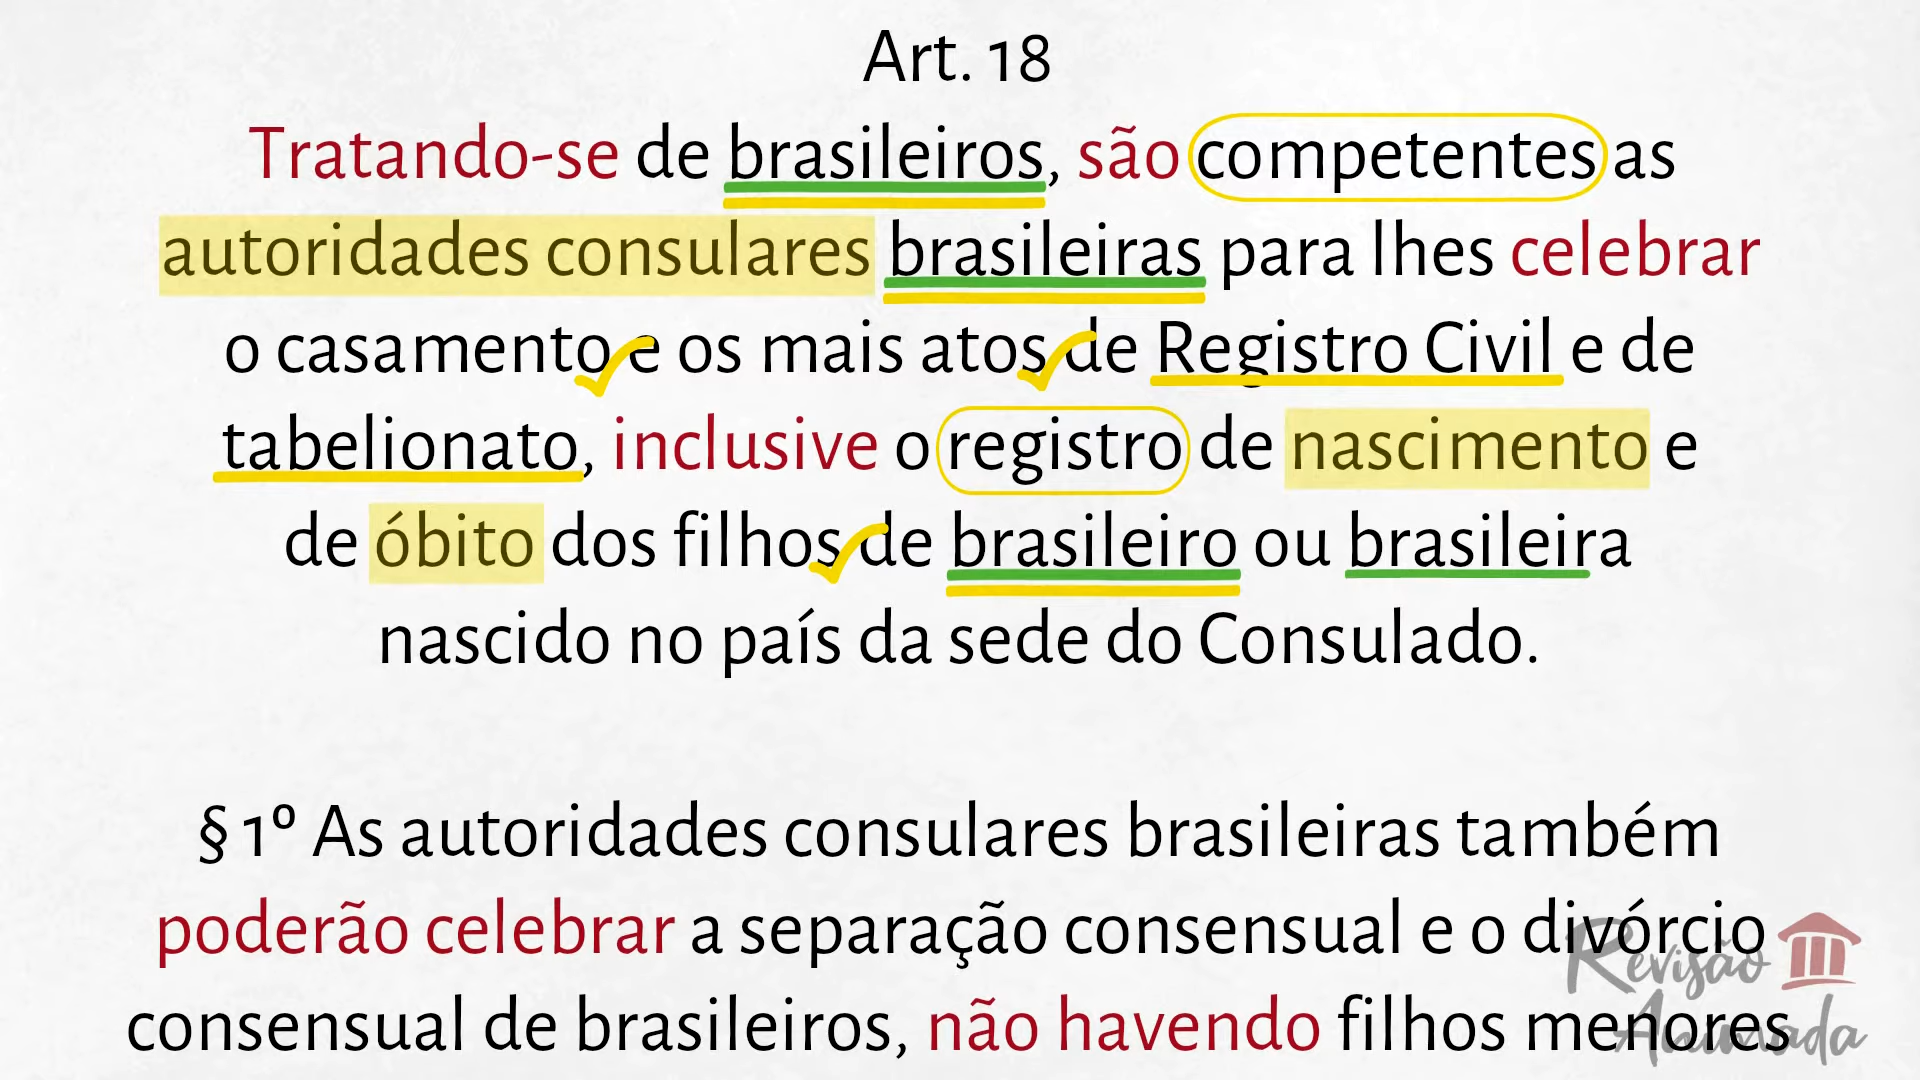 Art. 18
Tratando-se de brasileiros, são competentes as
autoridades consulares brasileiras para lhes celebrar
o casamento e os mais atos de Registro Civil e de
tabelionato, inclusive o registro de nascimento e
de óbito dos filhos de brasileiro ou brasileira
nascido no país da sede do Consulado.
§ 1º As autoridades consulares brasileiras também
poderão celebrar a separação consensual e o divórcio
consensual de brasileiros, não havendo filhos menores
Revisão
Animada